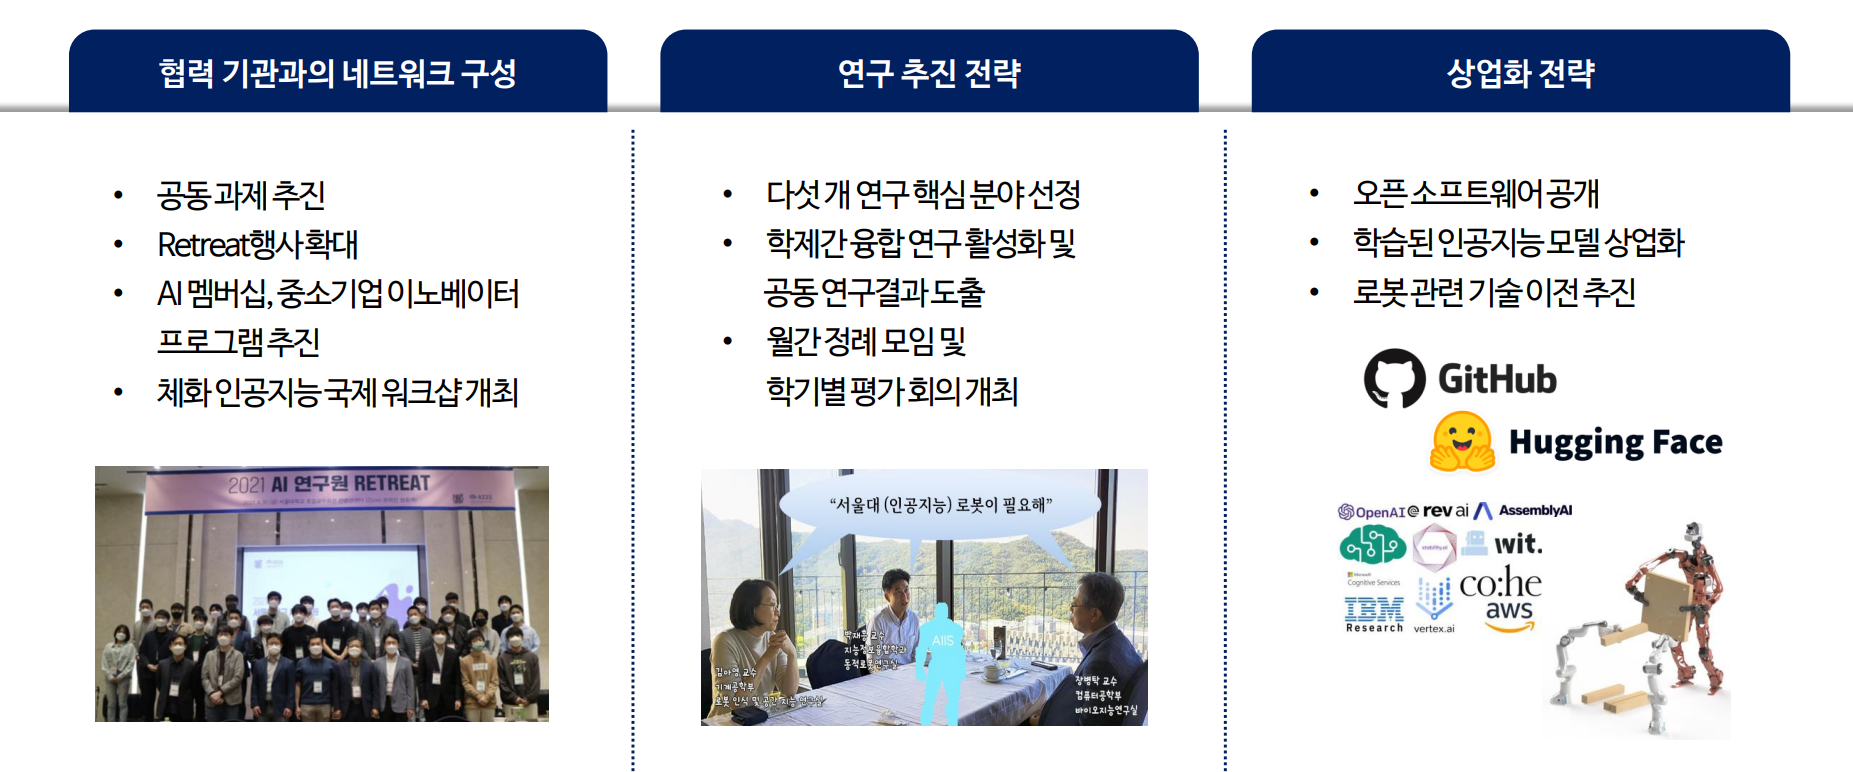 협력 기관과의 네트워크 구성
연구 추진 전략
상업화 전략
• 공동 과제 추진
• Retreat행사 확대
• AI 멤버십, 중소기업 이노베이터
프로그램 추진
• 체화 인공지능 국제 워크샵 개최
2021 AI 연구원 RETREAT
• 다섯 개 연구 핵심 분야 선정
• 학제간 융합 연구 활성화 및
공동 연구결과 도출
• 월간 정례 모임 및
학기별 평가 회의 개최
“서울대 (인공지능) 로봇이 필요해”
박재흥 교수
지능정보융합학과
동적로봇연구실
AIIS
김아영 교수
기계공학부
로봇 인식 및 공간 지능 연구실
장병탁 교수
컴퓨터공학부
바이오지능연구실
• 오픈 소프트웨어 공개
• 학습된 인공지능 모델 상업화
• 로봇 관련 기술 이전 추진
GitHub
Hugging Face
OpenAI rev ai AssemblyAI
stability.ai wit.
Microsoft
Cognitive Services
co:he
IBM
Research
vertex.ai
aws